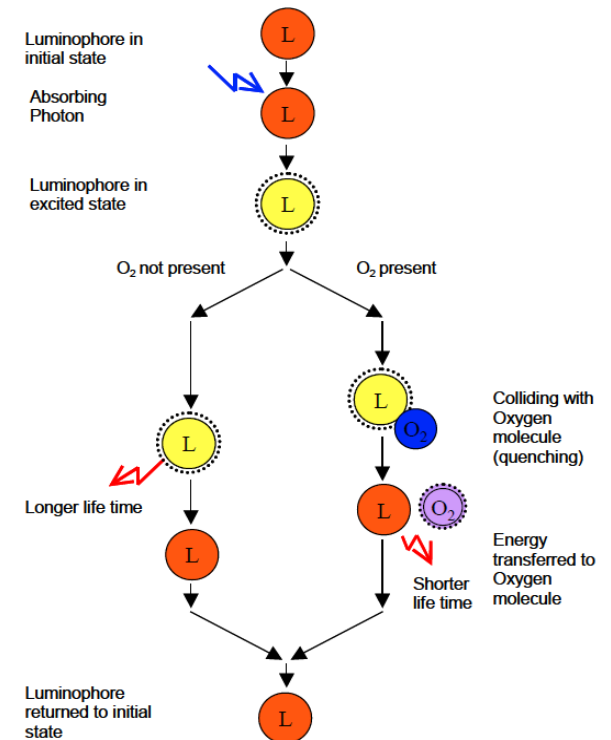 L
Luminophore in
initial state
Absorbing
Photon
L
Luminophore in
excited state
L
O₂ not present
O₂ present
L
O₂
Colliding with
Oxygen
molecule
(quenching)
L
Longer life time
L
O₂
Energy
transferred to
Oxygen
molecule
Shorter
life time
L
Luminophore
returned to initial
state
L